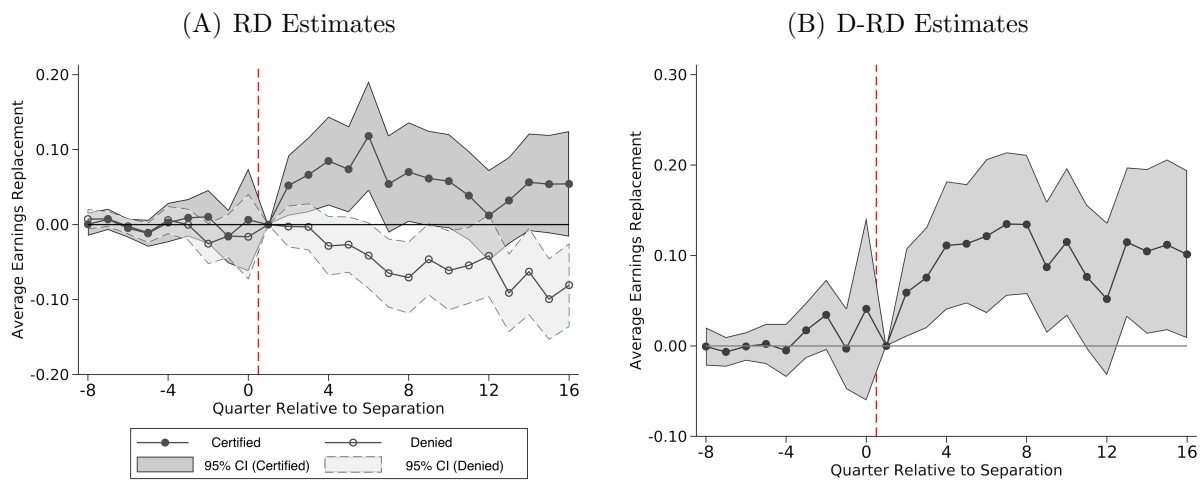 (A) RD Estimates
0.20
0.10
0.00
-0.10
-0.20
Average Earnings Replacement
-8
-4
0
4
8
12
16
Quarter Relative to Separation
Certified
Denied
95% CI (Certified)
95% CI (Denied)
(B) D-RD Estimates
0.30
0.20
0.10
0.00
-0.10
Average Earnings Replacement
-8
-4
0
4
8
12
16
Quarter Relative to Separation